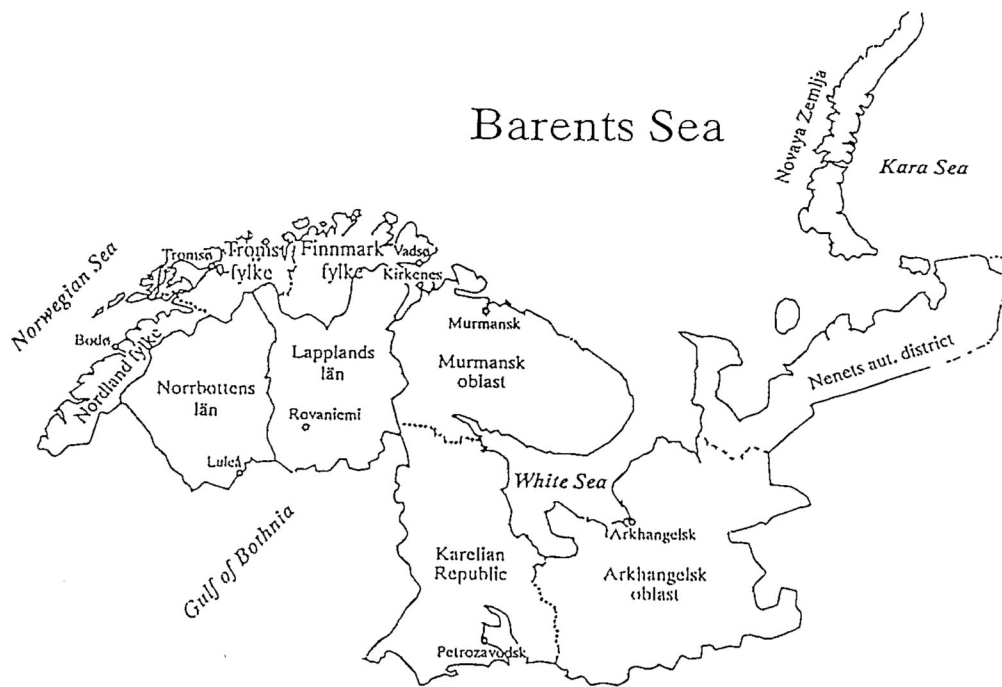 Barents Sea
Novaya Zemlja
Kara Sea
Norwegian Sea
Tromsø
Troms
fylke
Finnmark
fylke
Vadsø
Kirkenes
Murmansk
Bodø
Nordland fylke
Norrbottens
län
Lapplands
län
Murmansk
oblast
Nenets aut. district
Rovaniemi
Luleå
White Sea
Gulf of Bothnia
Arkhangelsk
Karelian
Republic
Arkhangelsk
oblast
Petrozavodsk